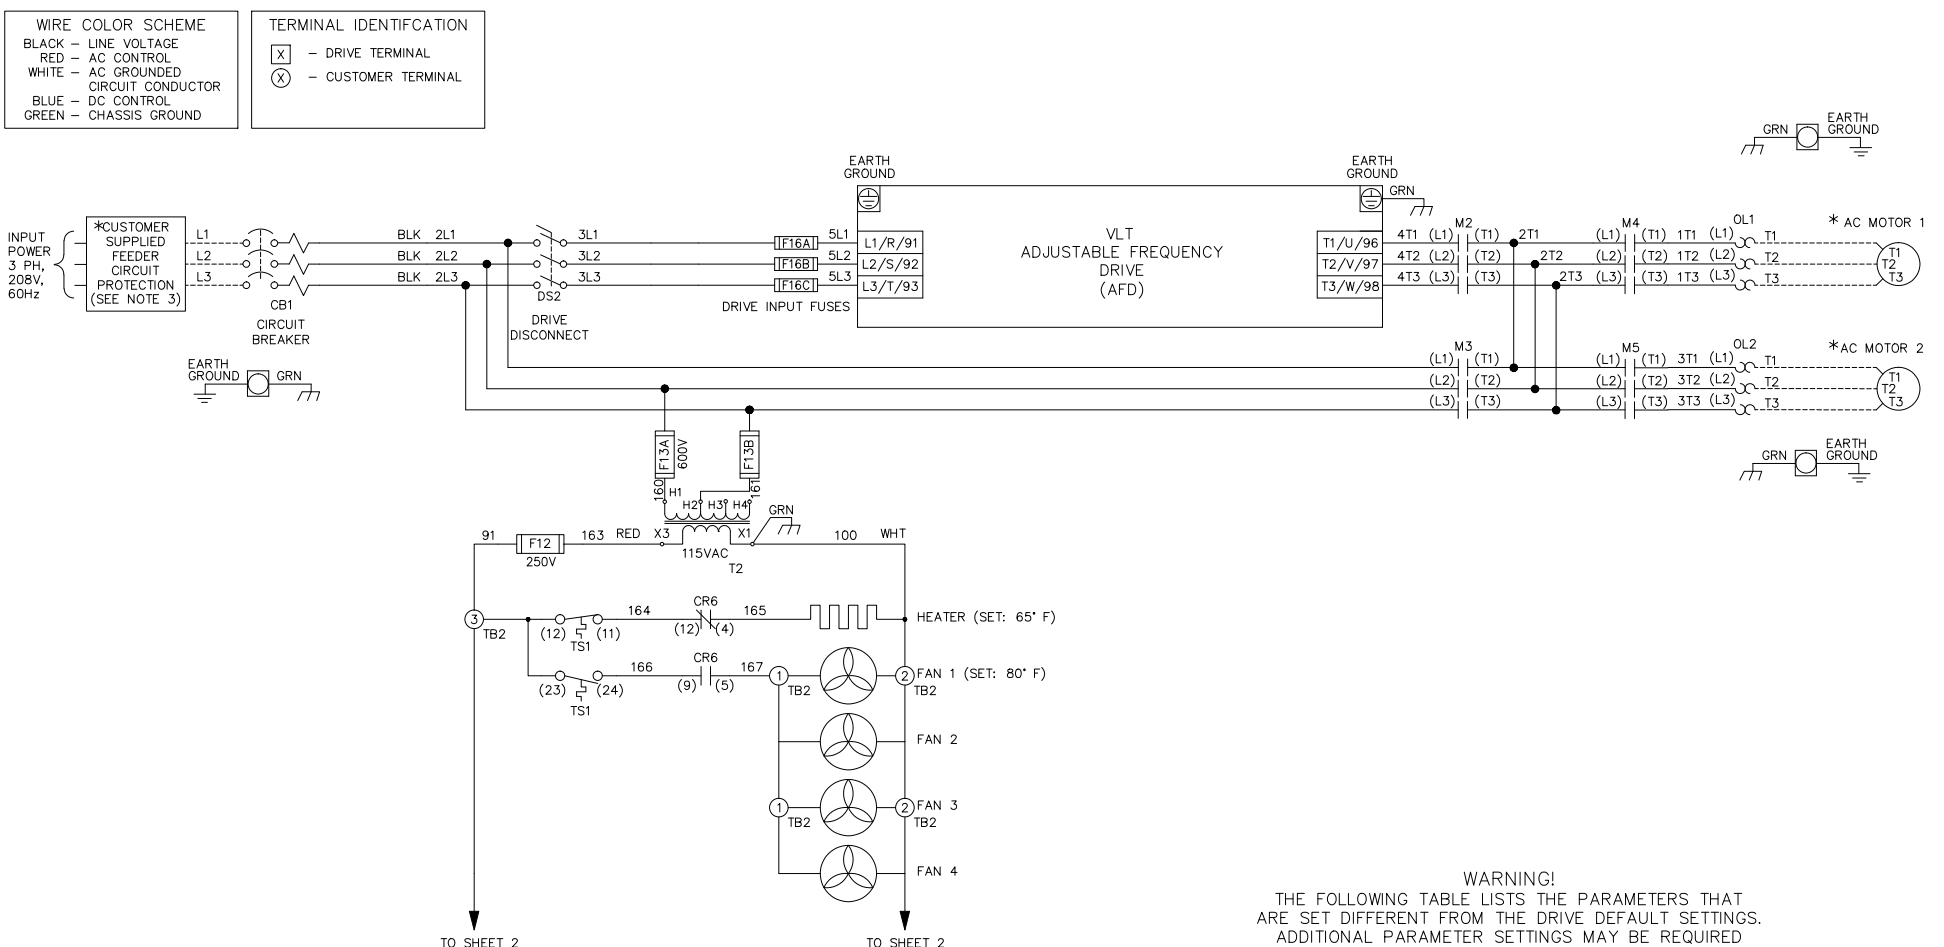 WIRE COLOR SCHEME
BLACK – LINE VOLTAGE
RED – AC CONTROL
WHITE – AC GROUNDED
CIRCUIT CONDUCTOR
BLUE – DC CONTROL
GREEN – CHASSIS GROUND
TERMINAL IDENTIFCATION
X – DRIVE TERMINAL
X – CUSTOMER TERMINAL
GRN
EARTH
GROUND
INPUT
POWER
3 PH,
208V,
60Hz
*CUSTOMER
SUPPLIED
FEEDER
CIRCUIT
PROTECTION
(SEE NOTE 3)
L1
L2
L3
CB1
CIRCUIT
BREAKER
BLK 2L1
BLK 2L2
BLK 2L3
DS2
DRIVE
DISCONNECT
3L1
3L2
3L3
F16A
F16B
F16C
DRIVE INPUT FUSES
5L1
5L2
5L3
EARTH
GROUND
L1/R/91
L2/S/92
L3/T/93
VLT
ADJUSTABLE FREQUENCY
DRIVE
(AFD)
EARTH
GROUND
GRN
T1/U/96
T2/V/97
T3/W/98
4T1 (L1) M2 (T1) 2T1 (L1) M4 (T1) 1T1 (L1) OL1 T1
4T2 (L2) (T2) 2T2 (L2) (T2) 1T2 (L2) T2
4T3 (L3) (T3) 2T3 (L3) (T3) 1T3 (L3) T3
* AC MOTOR 1
T1
T2
T3
EARTH
GROUND
GRN
(L1) M3 (T1) (L1) M5 (T1) 3T1 (L1) OL2 T1
(L2) (T2) (L2) (T2) 3T2 (L2) T2
(L3) (T3) (L3) (T3) 3T3 (L3) T3
*AC MOTOR 2
T1
T2
T3
GRN
EARTH
GROUND
F13A
600V
F13B
160
H1
H2
H3
H4
161
GRN
91
F12
250V
163 RED X3
X1
115VAC
T2
100 WHT
3
TB2
(12) (11)
TS1
164
CR6
(12) (4)
165
HEATER (SET: 65° F)
(23) (24)
TS1
166
CR6
(9) (5)
167
1
TB2
2
TB2
FAN 1 (SET: 80° F)
FAN 2
1
TB2
2
TB2
FAN 3
FAN 4
TO SHEET 2
TO SHEET 2
WARNING!
THE FOLLOWING TABLE LISTS THE PARAMETERS THAT
ARE SET DIFFERENT FROM THE DRIVE DEFAULT SETTINGS.
ADDITIONAL PARAMETER SETTINGS MAY BE REQUIRED